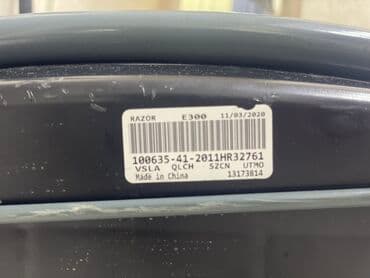 RAZOR E300 11/03/2020
100635-41-2011HR32761
VSLA QLCH SZCN UTMO
Made in China 13173814